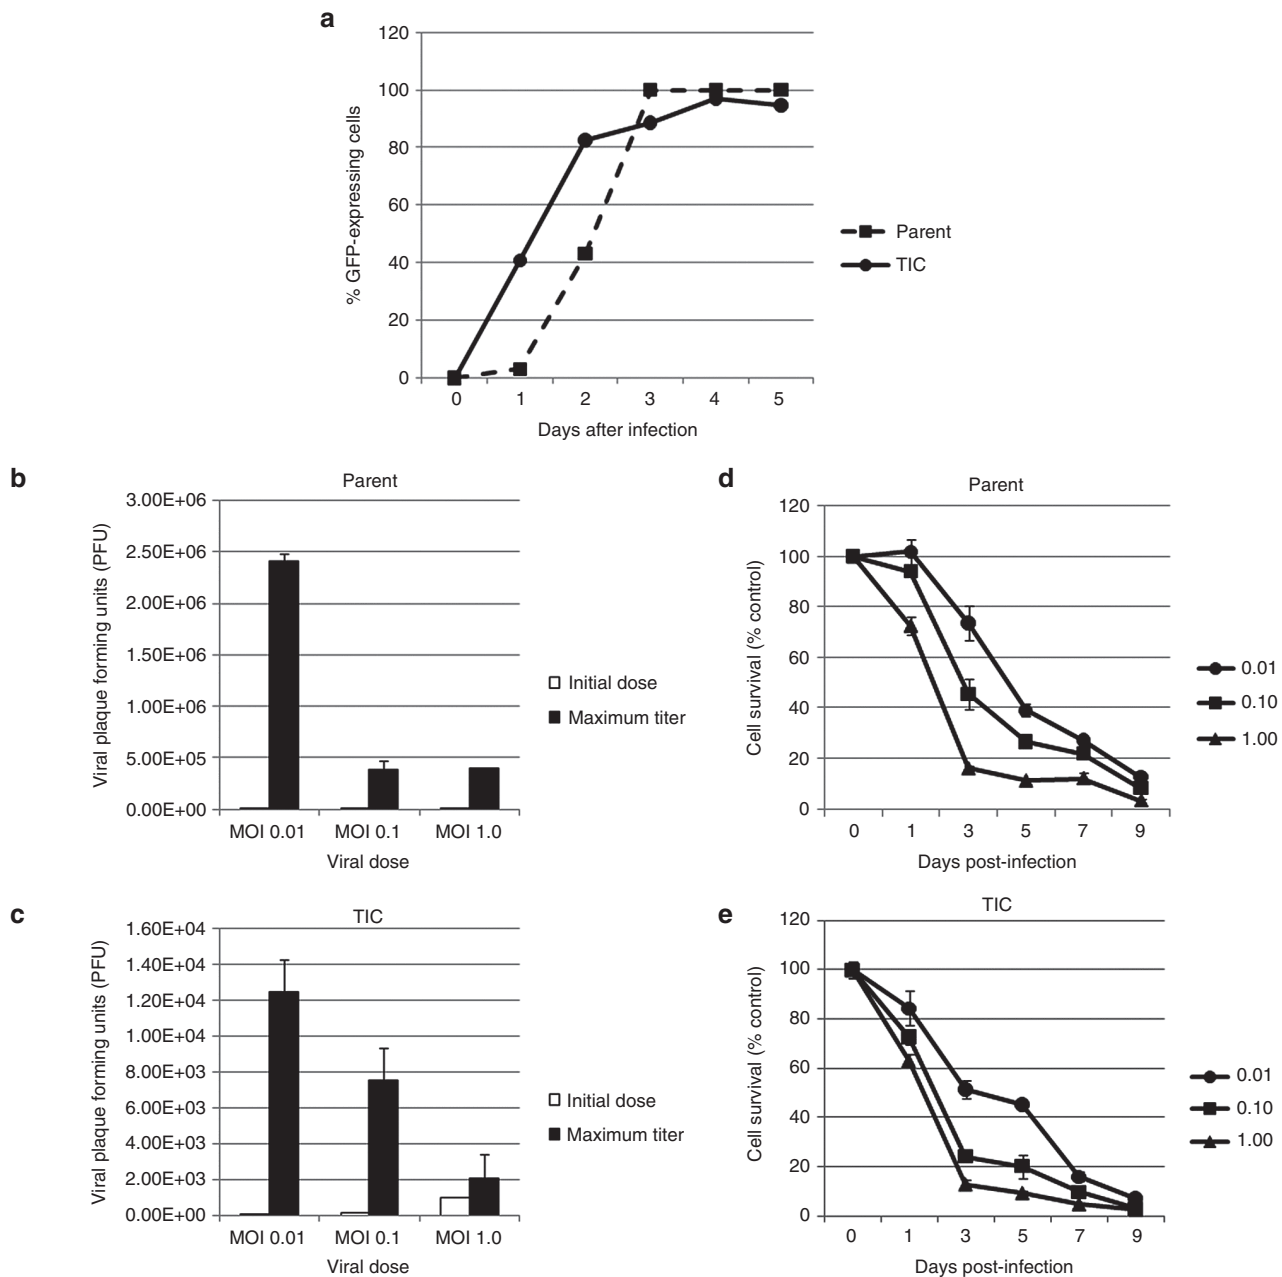 a
120
100
80
60
40
20
0
% GFP-expressing cells
0 1 2 3 4 5
Days after infection
Parent
TIC
b
Parent
3.00E+06
2.50E+06
2.00E+06
1.50E+06
1.00E+06
5.00E+05
0.00E+00
Viral plaque forming units (PFU)
MOI 0.01 MOI 0.1 MOI 1.0
Viral dose
Initial dose
Maximum titer
d
Parent
120
100
80
60
40
20
0
Cell survival (% control)
0 1 3 5 7 9
Days post-infection
0.01
0.10
1.00
c
TIC
1.60E+04
1.40E+04
1.20E+04
1.00E+04
8.00E+03
6.00E+03
4.00E+03
2.00E+03
0.00E+00
Viral plaque forming units (PFU)
MOI 0.01 MOI 0.1 MOI 1.0
Viral dose
Initial dose
Maximum titer
e
TIC
120
100
80
60
40
20
0
Cell survival (% control)
0 1 3 5 7 9
Days post-infection
0.01
0.10
1.00